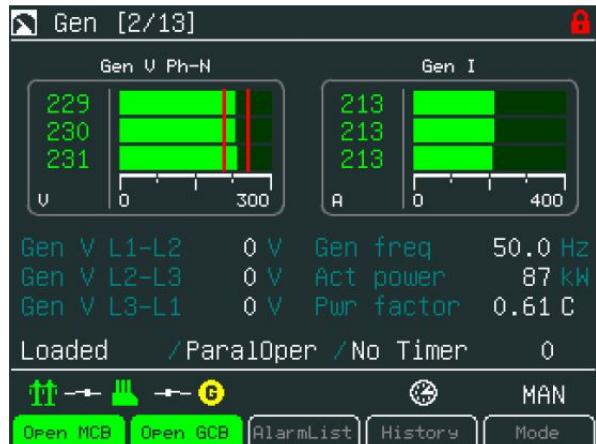 Gen [2/13]
Gen V Ph-N
Gen I
229
230
231
V
0
300
213
213
213
A
0
400
Gen V L1-L2 0 V Gen freq 50.0 Hz
Gen V L2-L3 0 V Act power 87 kW
Gen V L3-L1 0 V Pwr factor 0.61 C
Loaded /ParalOper /No Timer 0
G MAN
Open MCB Open GCB AlarmList History Mode